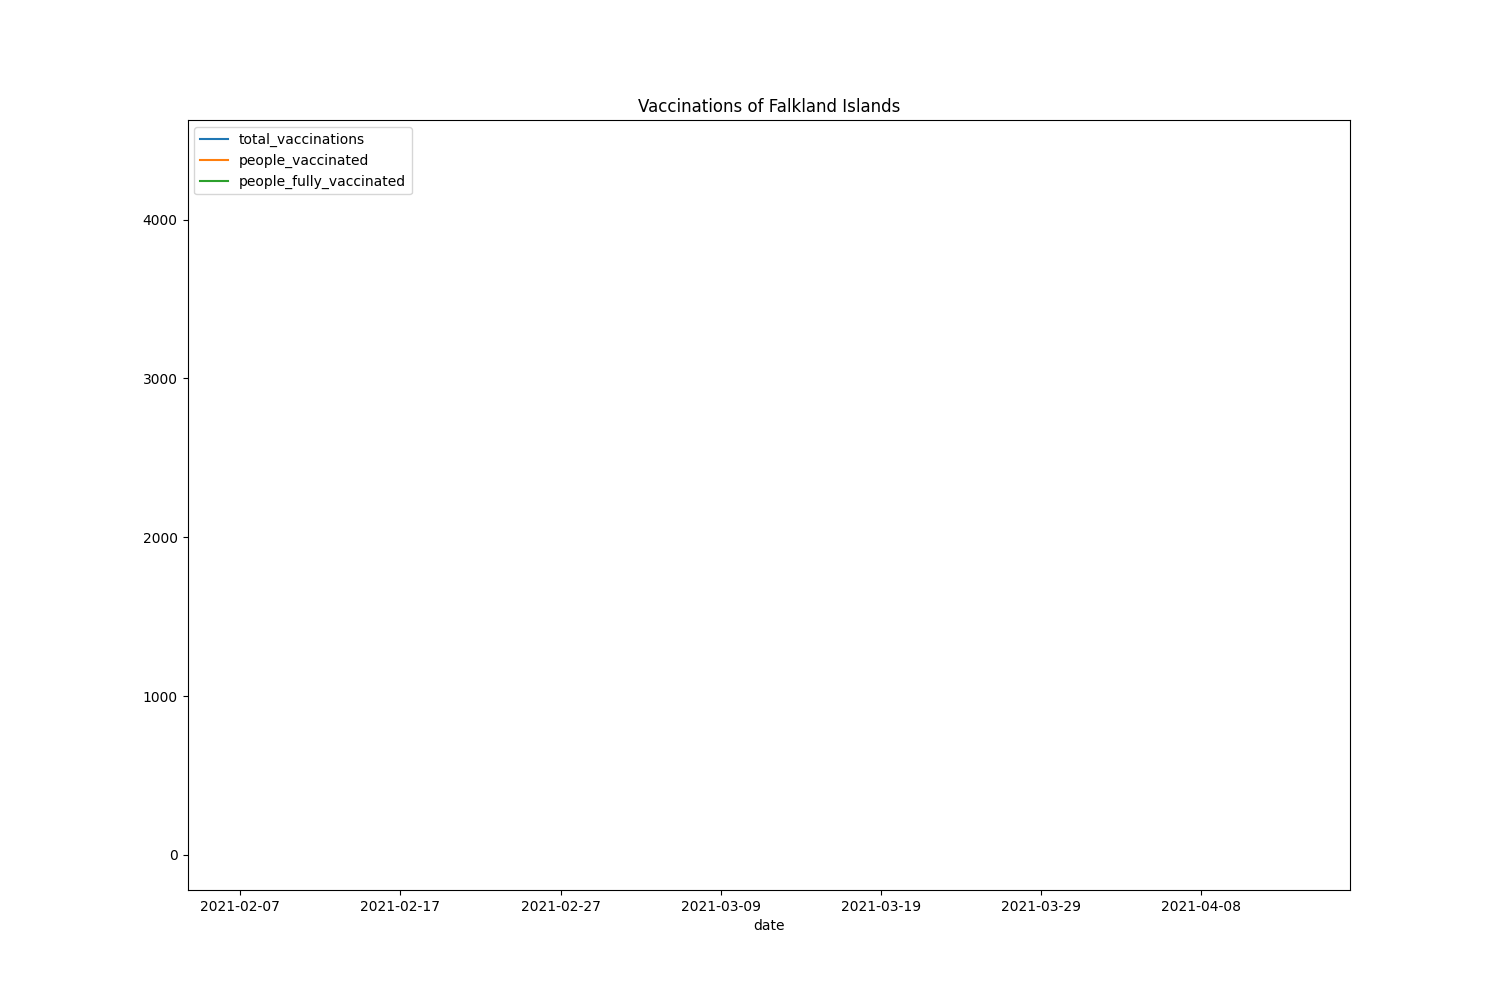 Vaccinations of Falkland Islands
total_vaccinations
people_vaccinated
people_fully_vaccinated
4000
3000
2000
1000
0
2021-02-07 2021-02-17 2021-02-27 2021-03-09 2021-03-19 2021-03-29 2021-04-08
date